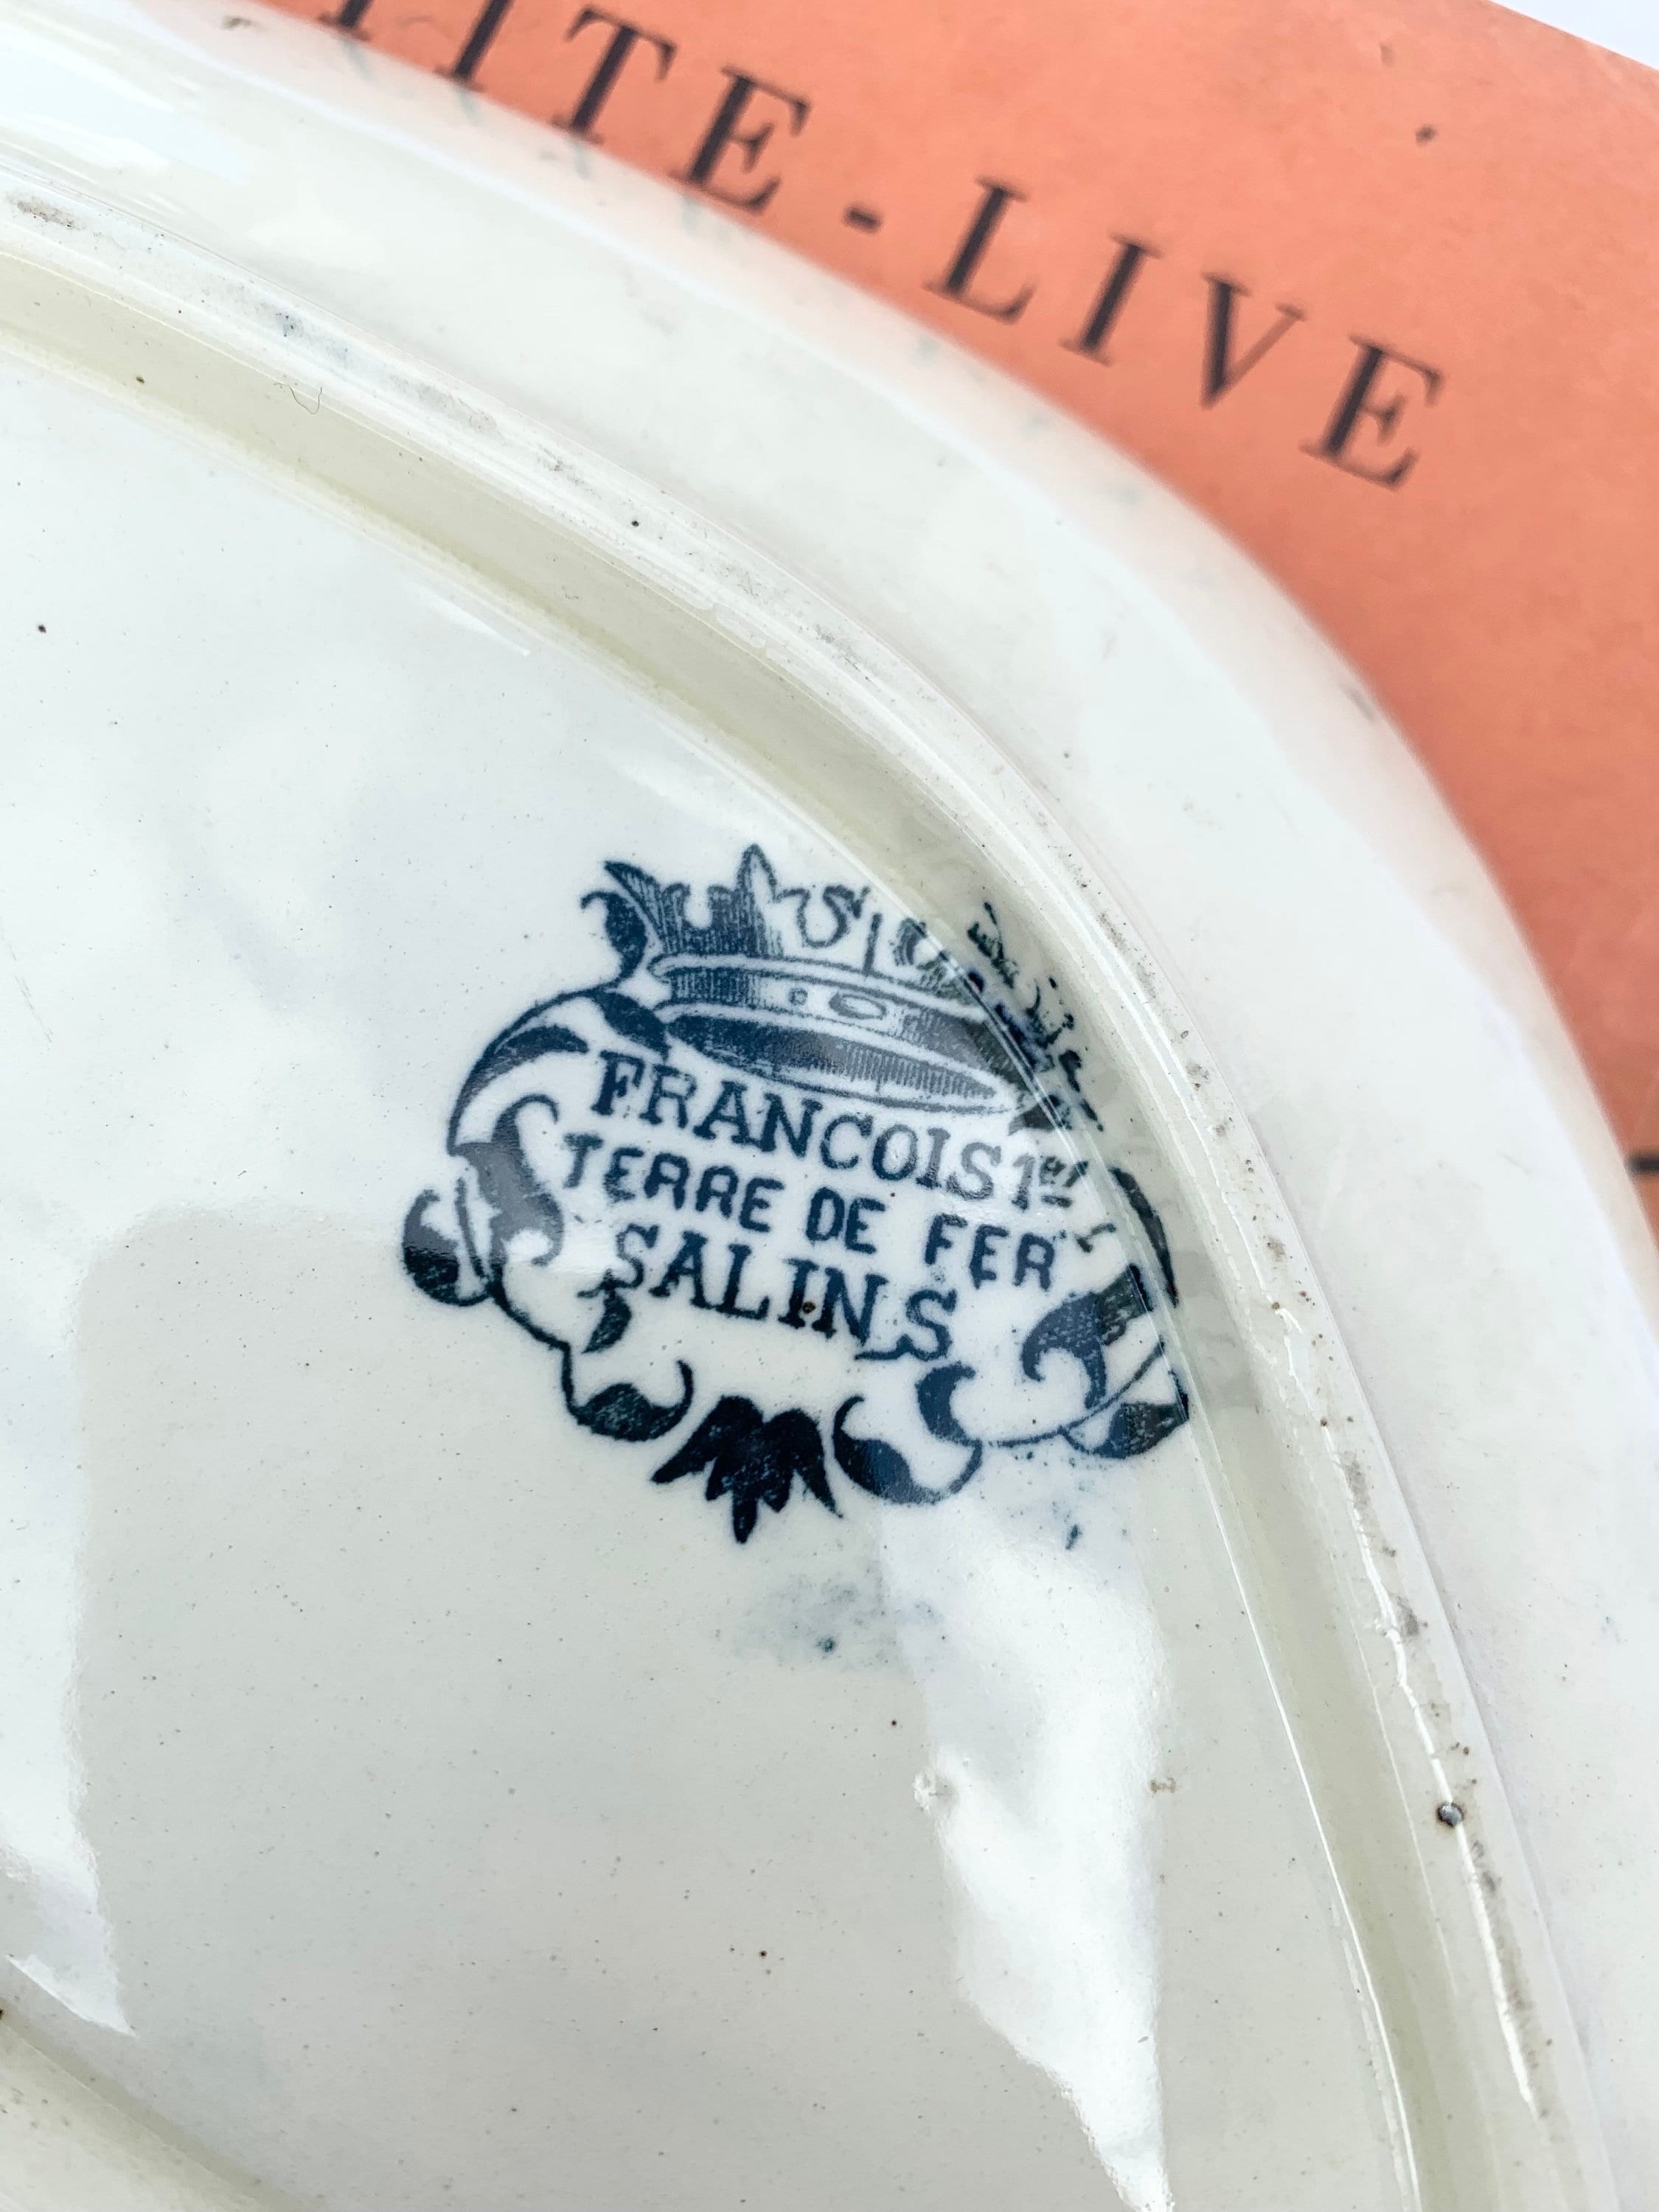 ITE-LIVE
FRANCOIS 1er
TERRE DE FER
SALINS